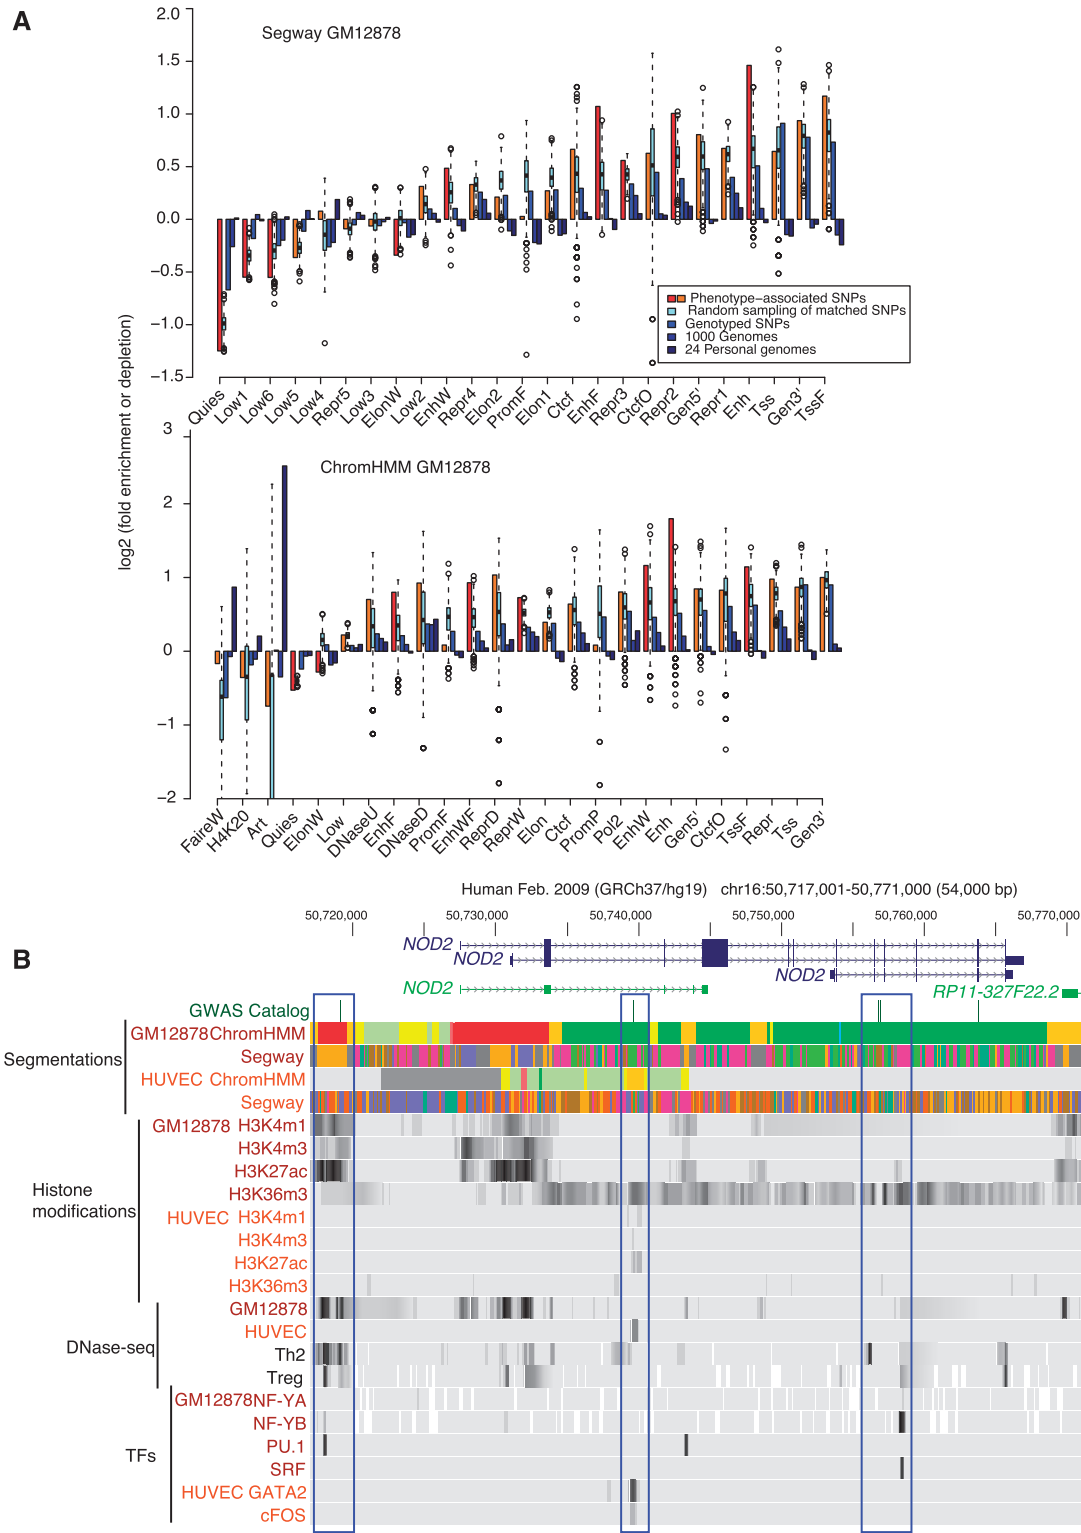 A
Segway GM12878
2.0
1.0
0.5
0.0
−0.5
−1.0
−1.5
Phenotype−associated SNPs
Random sampling of matched SNPs
Genotyped SNPs
1000 Genomes
24 Personal genomes
Quies Low1 Low6 Low5 Low4 Repr5 Low3 ElonW Low2 EnhW Repr4 Elon2 PromF Elon1 Ctcf EnhF Repr3 CtcfO Repr2 Gen5' Repr1 Enh Tss Gen3' TssF
log2 (fold enrichment or depletion)
ChromHMM GM12878
3
2
1
0
−1
−2
FaireW H4K20 Art Quies ElonW Low DNaseU EnhF DNaseD PromF EnhWF ReprD ReprW Elon Ctcf PromP Pol2 EnhW Enh Gen5' CtcfO TssF Repr Tss Gen3'
Human Feb. 2009 (GRCh37/hg19) chr16:50,717,001-50,771,000 (54,000 bp)
50,720,000 50,730,000 50,740,000 50,750,000 50,760,000 50,770,000
B
NOD2
NOD2
NOD2
NOD2
RP11-327F22.2
GWAS Catalog
Segmentations
GM12878ChromHMM
Segway
HUVEC ChromHMM
Segway
Histone
modifications
GM12878 H3K4m1
H3K4m3
H3K27ac
H3K36m3
HUVEC H3K4m1
H3K4m3
H3K27ac
H3K36m3
DNase-seq
GM12878
HUVEC
Th2
Treg
TFs
GM12878NF-YA
NF-YB
PU.1
SRF
HUVEC GATA2
cFOS